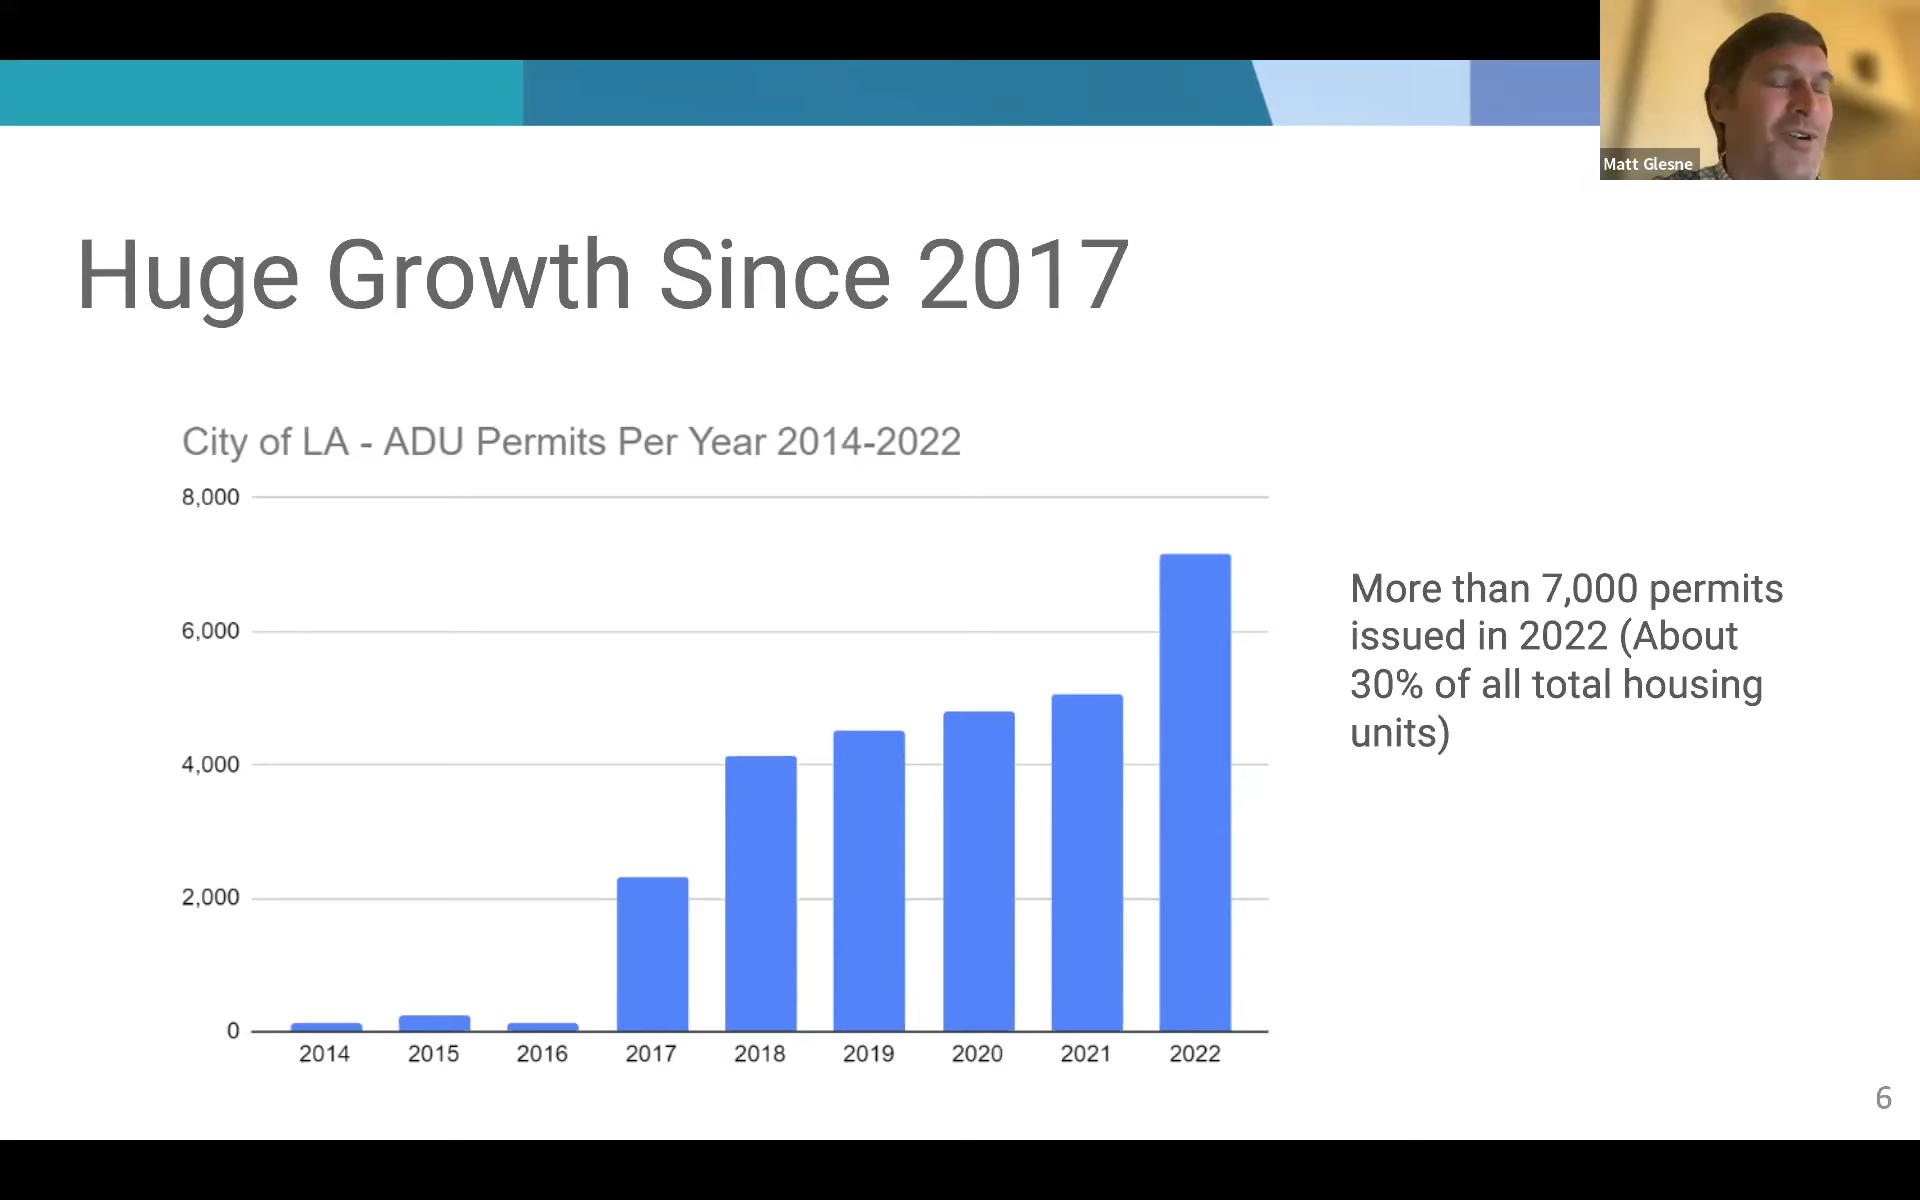 Matt Glesne
Huge Growth Since 2017
City of LA - ADU Permits Per Year 2014-2022
8,000
6,000
4,000
2,000
0
2014 2015 2016 2017 2018 2019 2020 2021 2022
More than 7,000 permits
issued in 2022 (About
30% of all total housing
units)
6